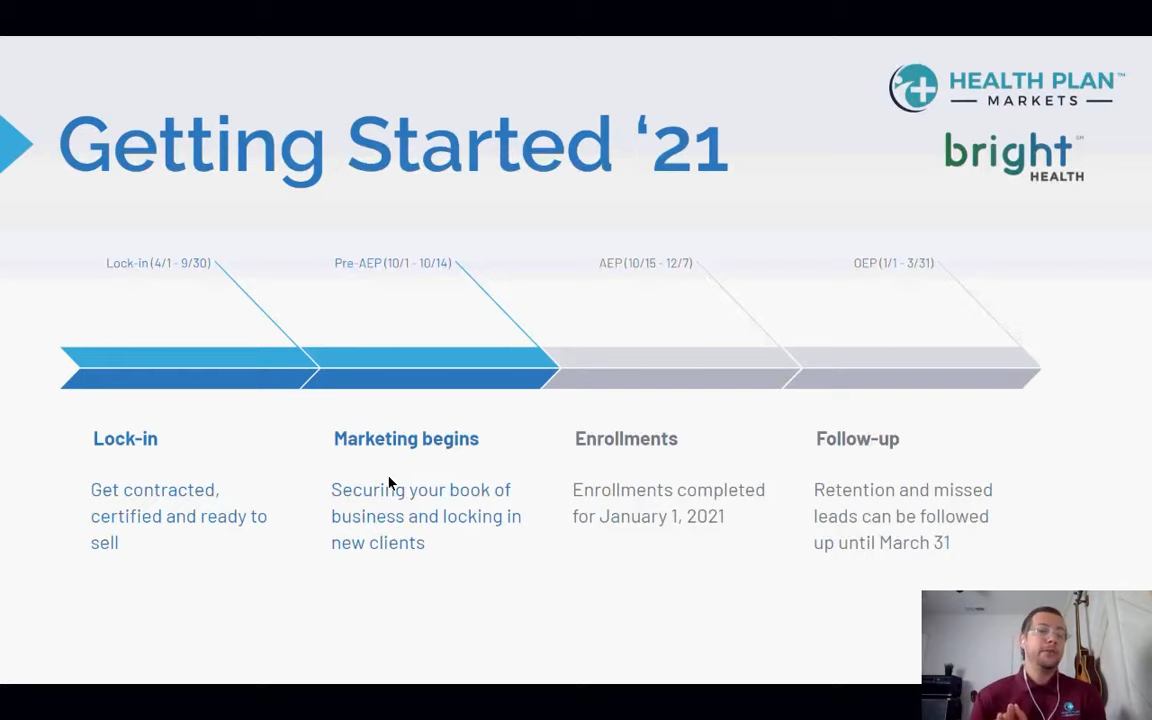 HEALTH PLAN™
MARKETS
Getting Started ‘21
bright℠
HEALTH
Lock-in (4/1 - 9/30)
Pre-AEP (10/1 - 10/14)
AEP (10/15 - 12/7)
OEP (1/1 - 3/31)
Lock-in
Get contracted,
certified and ready to
sell
Marketing begins
Securing your book of
business and locking in
new clients
Enrollments
Enrollments completed
for January 1, 2021
Follow-up
Retention and missed
leads can be followed
up until March 31